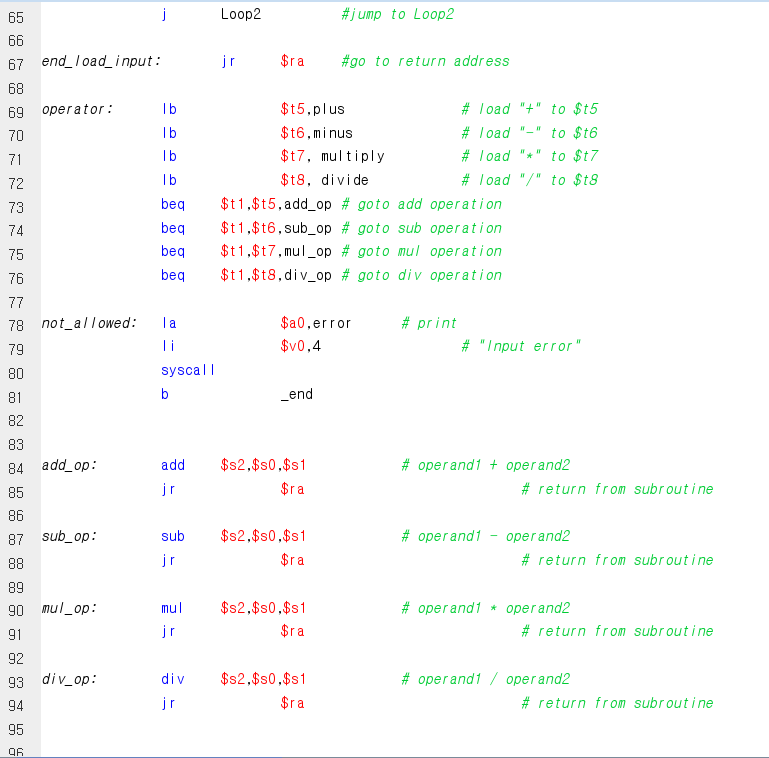 65 j Loop2 #jump to Loop2
66
67 end_load_input: jr $ra #go to return address
68
69 operator: lb $t5,plus # load "+" to $t5
70 lb $t6,minus # load "-" to $t6
71 lb $t7, multiply # load "*" to $t7
72 lb $t8, divide # load "/" to $t8
73 beq $t1,$t5,add_op # goto add operation
74 beq $t1,$t6,sub_op # goto sub operation
75 beq $t1,$t7,mul_op # goto mul operation
76 beq $t1,$t8,div_op # goto div operation
77
78 not_allowed: la $a0,error # print
79 li $v0,4 # "Input error"
80 syscall
81 b _end
82
83
84 add_op: add $s2,$s0,$s1 # operand1 + operand2
85 jr $ra # return from subroutine
86
87 sub_op: sub $s2,$s0,$s1 # operand1 - operand2
88 jr $ra # return from subroutine
89
90 mul_op: mul $s2,$s0,$s1 # operand1 * operand2
91 jr $ra # return from subroutine
92
93 div_op: div $s2,$s0,$s1 # operand1 / operand2
94 jr $ra # return from subroutine
95
96